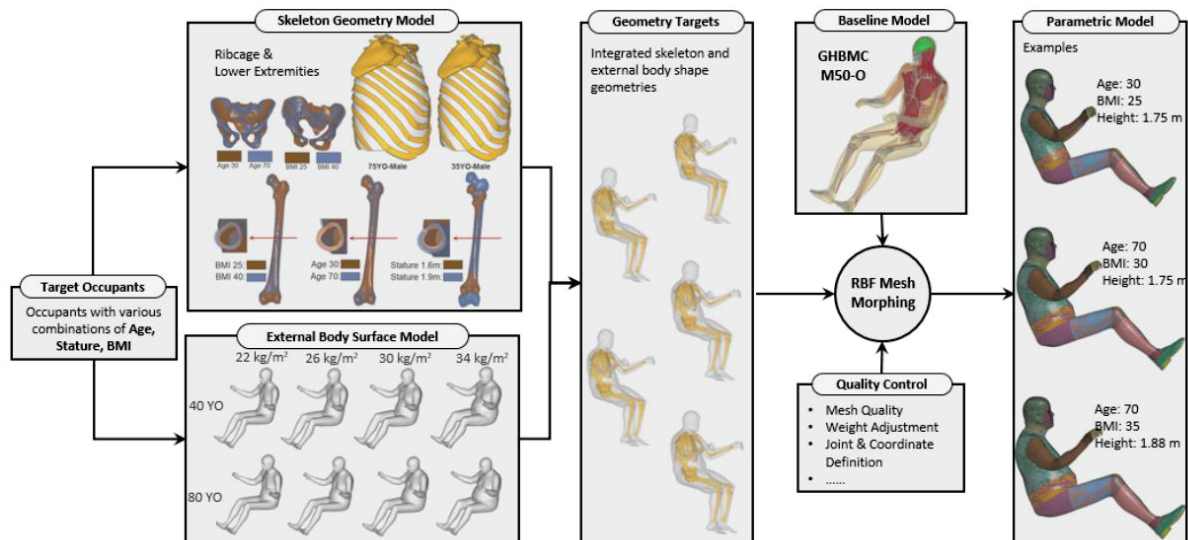 Target Occupants
Occupants with various
combinations of Age,
Stature, BMI
Skeleton Geometry Model
Ribcage &
Lower Extremities
Age 30
Age 70
BMI 25
BMI 40
75YO-Male
35YO-Male
BMI 25:
BMI 40:
Age 30:
Age 70:
Stature 1.6m:
Stature 1.9m:
External Body Surface Model
22 kg/m²
26 kg/m²
30 kg/m²
34 kg/m²
40 YO
80 YO
Geometry Targets
Integrated skeleton and
external body shape
geometries
Baseline Model
GHBMC
M50-O
RBF Mesh
Morphing
Quality Control
• Mesh Quality
• Weight Adjustment
• Joint & Coordinate
Definition
• ......
Parametric Model
Examples
Age: 30
BMI: 25
Height: 1.75 m
Age: 70
BMI: 30
Height: 1.75 m
Age: 70
BMI: 35
Height: 1.88 m